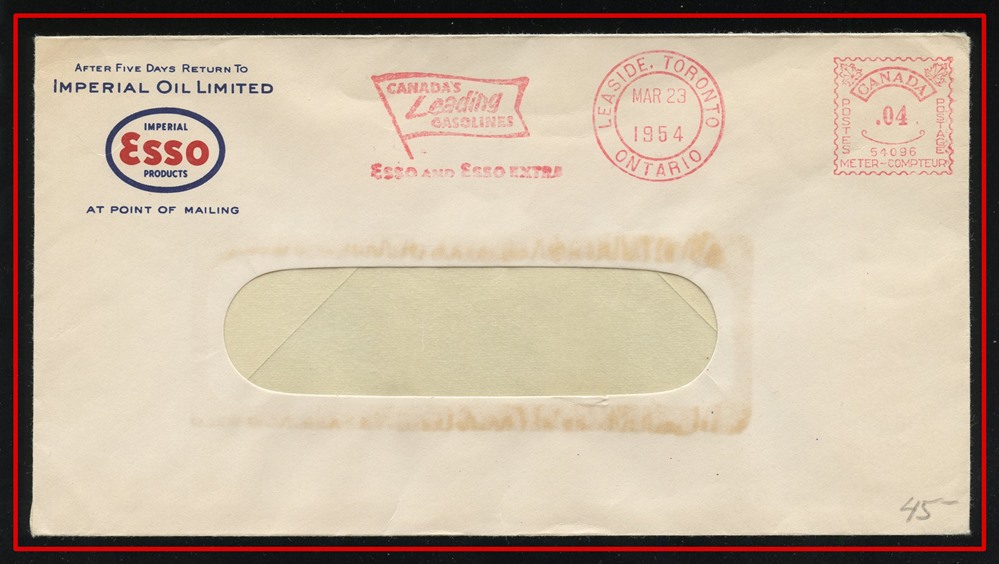 AFTER FIVE DAYS RETURN TO
IMPERIAL OIL LIMITED
IMPERIAL
ESSO
PRODUCTS
AT POINT OF MAILING
CANADA'S
Leading
GASOLINES
ESSO AND ESSO EXTRA
LEASIDE, TORONTO
MAR 23
1954
ONTARIO
CANADA
POSTES
.04
POSTAGE
54096
METER-COMPTEUR
45-